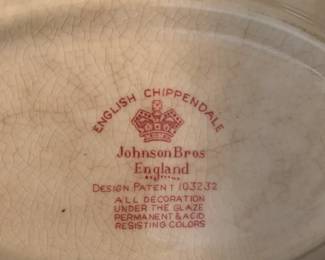 ENGLISH CHIPPENDALE
Johnson Bros
England
DESIGN PATENT 103232
ALL DECORATION
UNDER THE GLAZE
PERMANENT & ACID
RESISTING COLORS